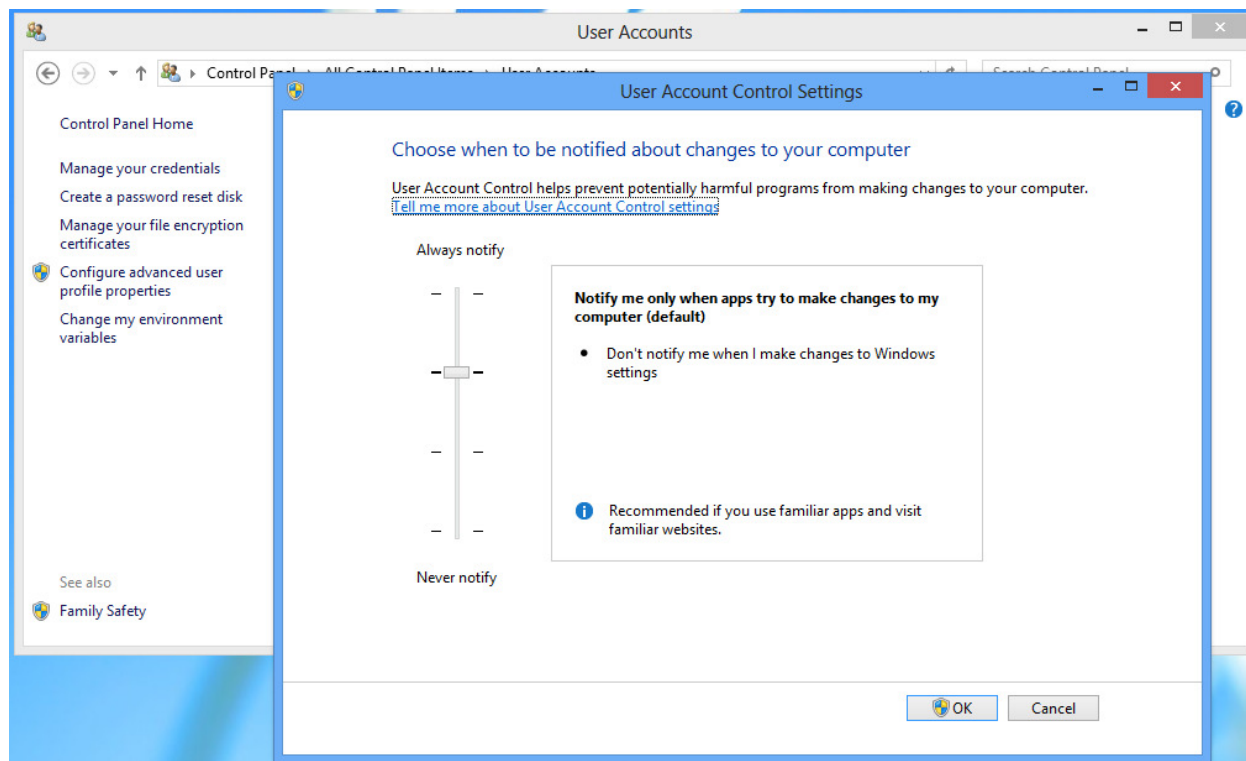 User Accounts
Control Panel
User Account Control Settings
Control Panel Home
Manage your credentials
Create a password reset disk
Manage your file encryption
certificates
Configure advanced user
profile properties
Change my environment
variables
See also
Family Safety
Choose when to be notified about changes to your computer
User Account Control helps prevent potentially harmful programs from making changes to your computer.
Tell me more about User Account Control settings
Always notify
Notify me only when apps try to make changes to my
computer (default)
• Don't notify me when I make changes to Windows
settings
Recommended if you use familiar apps and visit
familiar websites.
Never notify
OK
Cancel